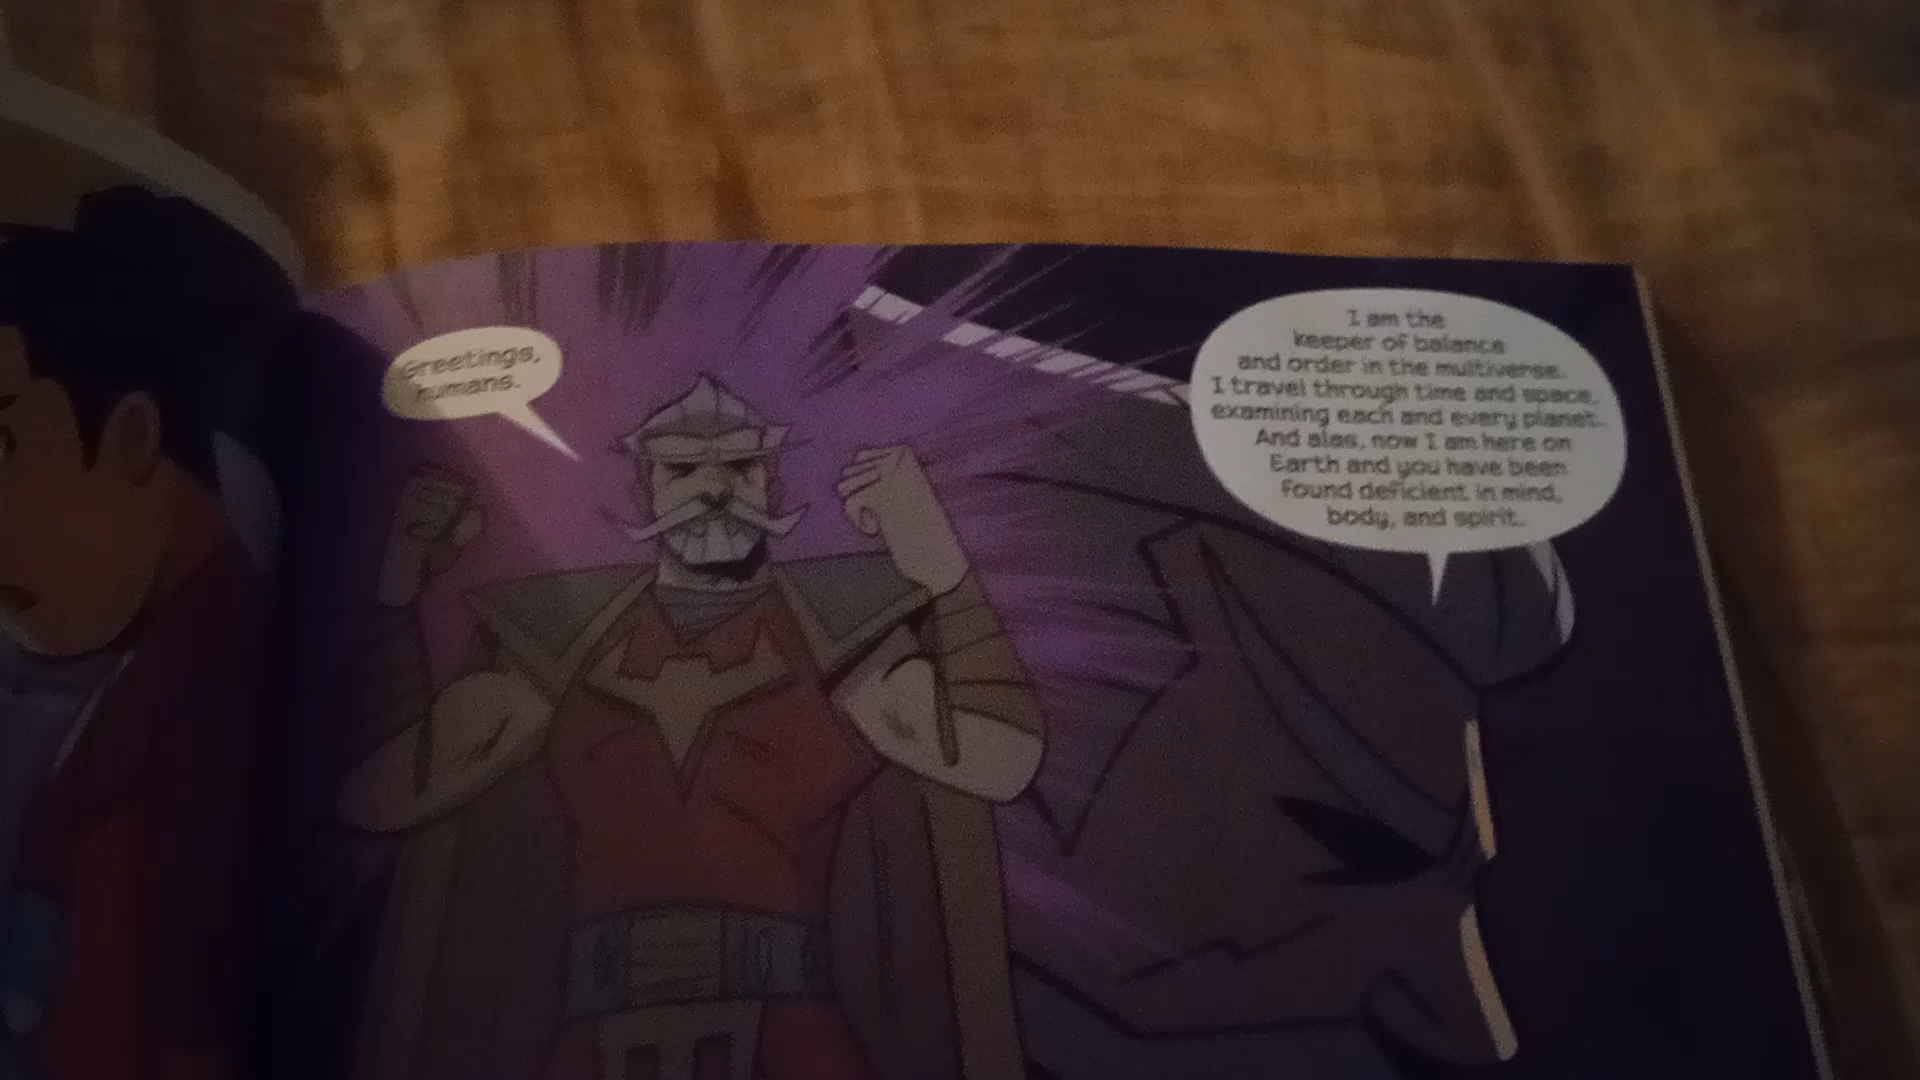 Greetings,
humans.
I am the
keeper of balance
and order in the multiverse.
I travel through time and space,
examining each and every planet.
And alas, now I am here on
Earth and you have been
found deficient in mind,
body, and spirit.